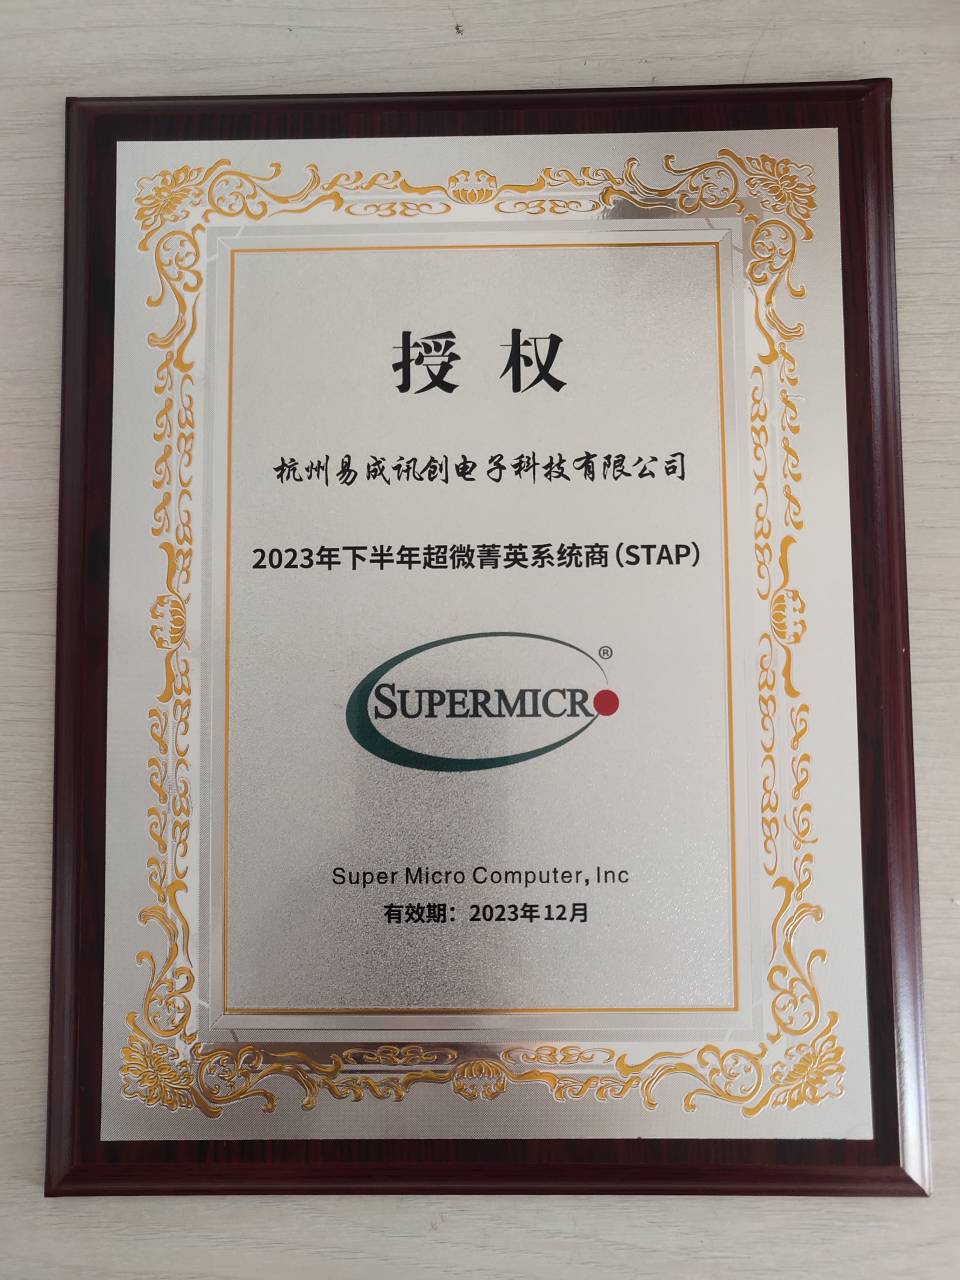 授权
杭州易成讯创电子科技有限公司
2023年下半年超微菁英系统商(STAP)
SUPERMICRO®
Super Micro Computer, Inc
有效期：2023年12月